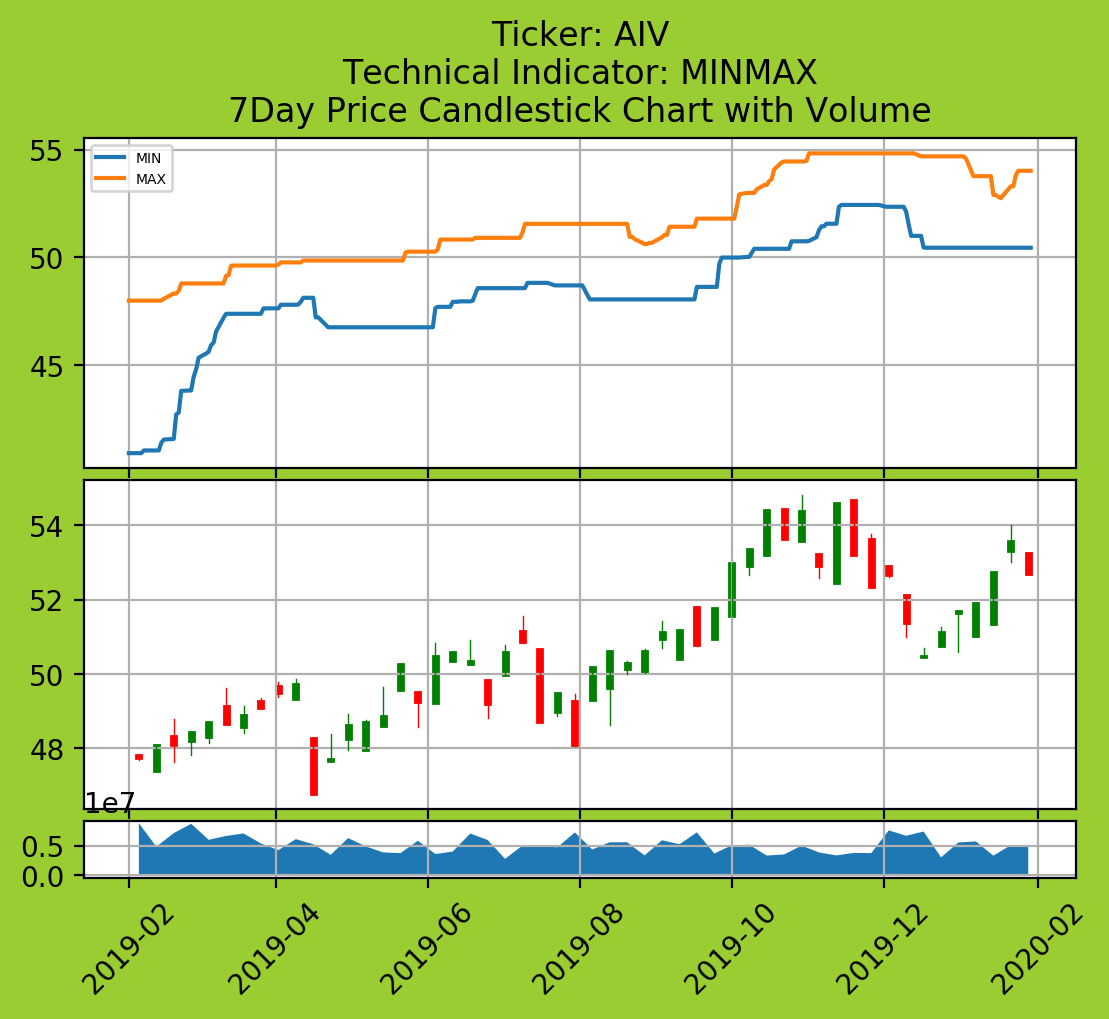 Ticker: AIV
Technical Indicator: MINMAX
7Day Price Candlestick Chart with Volume
MIN
MAX
55
50
45
54
52
50
48
1e7
0.5
0.0
2019-02
2019-04
2019-06
2019-08
2019-10
2019-12
2020-02